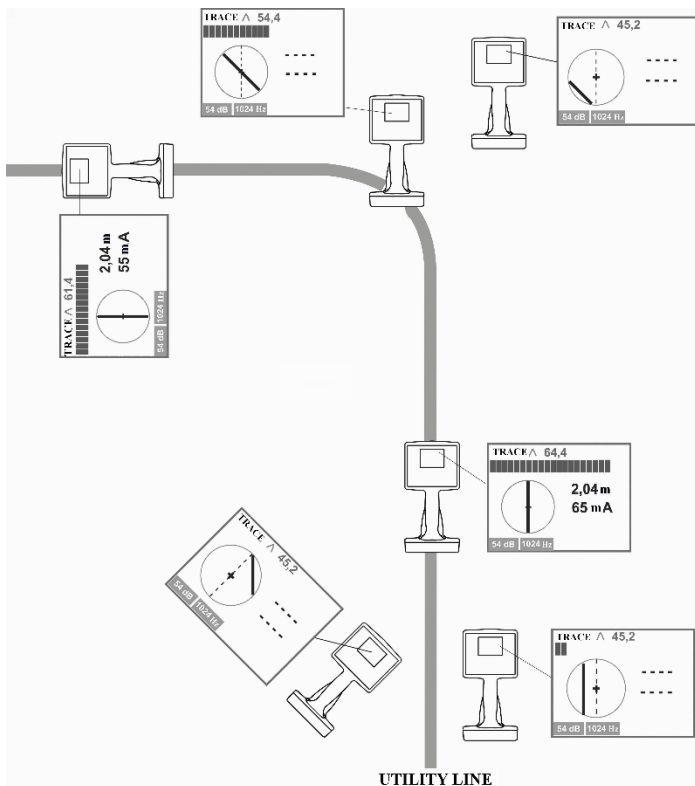 TRACE ∧ 54,4
- - - -
- - - -
54 dB 1024 Hz
TRACE ∧ 45,2
- - - -
- - - -
54 dB 1024 Hz
TRACE ∧ 61,4
2,04 m
55 mA
54 dB 1024 Hz
TRACE ∧ 64,4
2,04 m
65 mA
54 dB 1024 Hz
TRACE ∧ 45,2
- - - -
- - - -
54 dB 1024 Hz
TRACE ∧ 45,2
- - - -
- - - -
54 dB 1024 Hz
UTILITY LINE